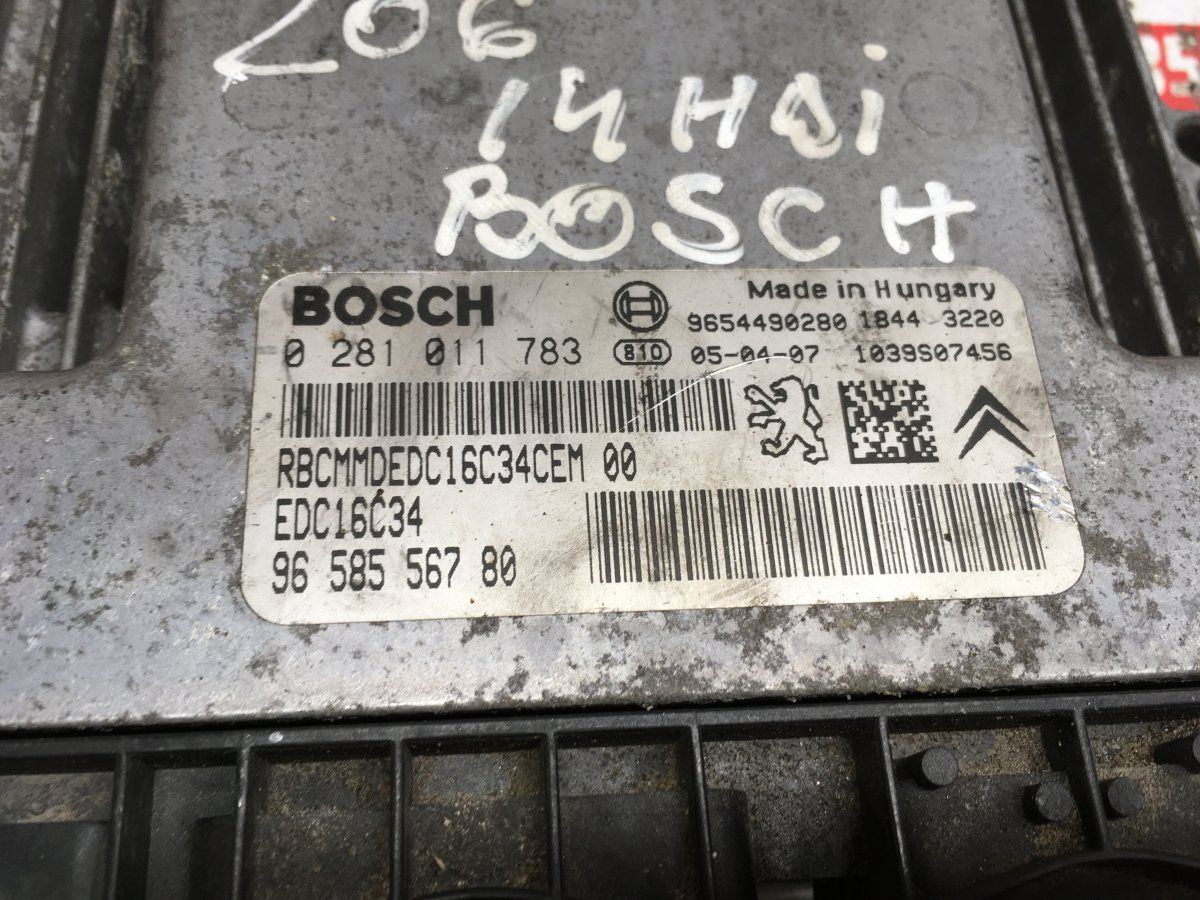 206
14HDi
BOSCH
BOSCH
Made in Hungary
9654490280 1844 3220
0 281 011 783
810
05-04-07 1039S07456
RBCMMDEDC16C34CEM 00
EDC16C34
96 585 567 80